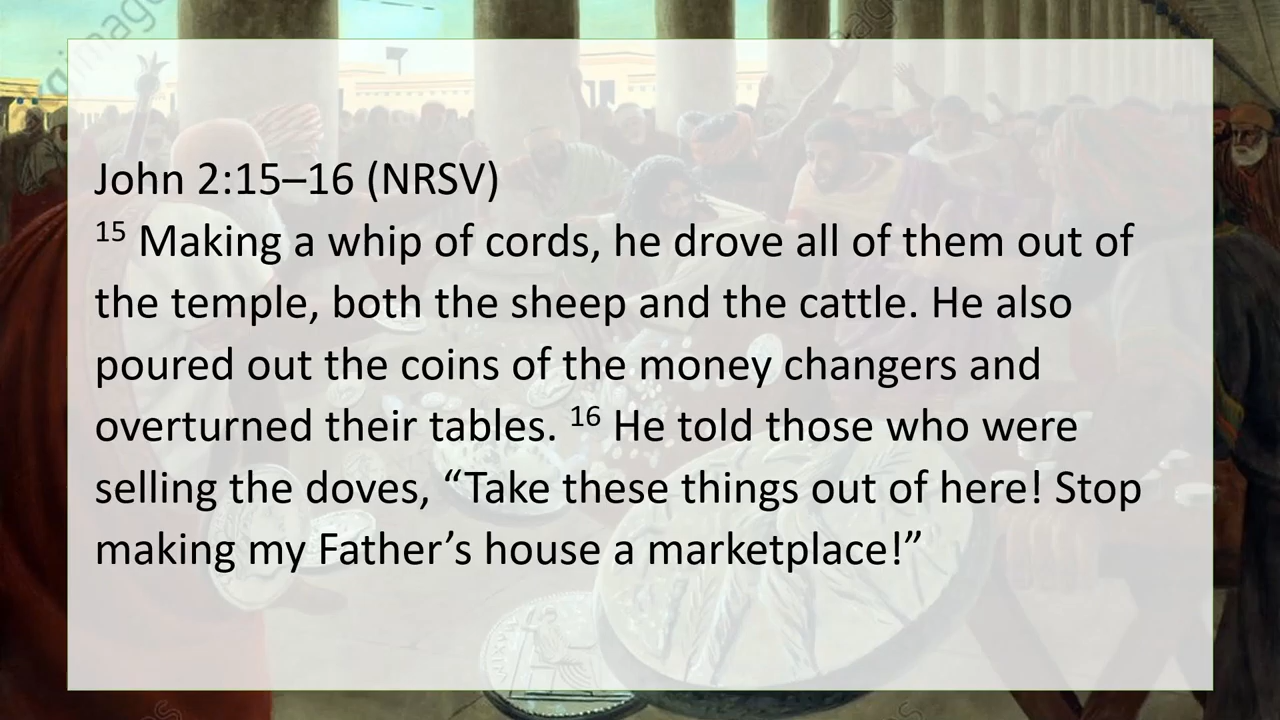 John 2:15–16 (NRSV)
15 Making a whip of cords, he drove all of them out of
the temple, both the sheep and the cattle. He also
poured out the coins of the money changers and
overturned their tables. 16 He told those who were
selling the doves, “Take these things out of here! Stop
making my Father’s house a marketplace!”